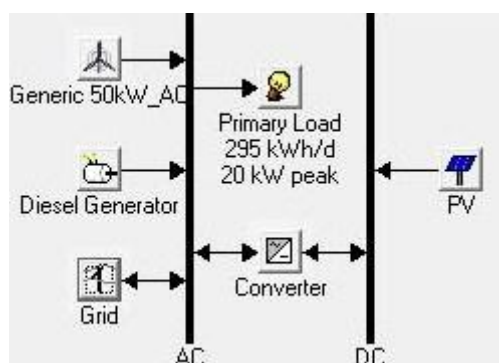 Generic 50kW_AC
Primary Load
295 kWh/d
20 kW peak
Diesel Generator
PV
Converter
Grid
AC
DC